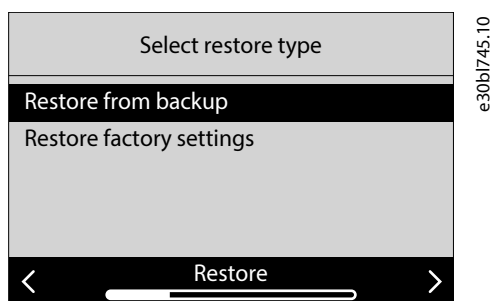 Select restore type
Restore from backup
Restore factory settings
Restore
e30bl745.10